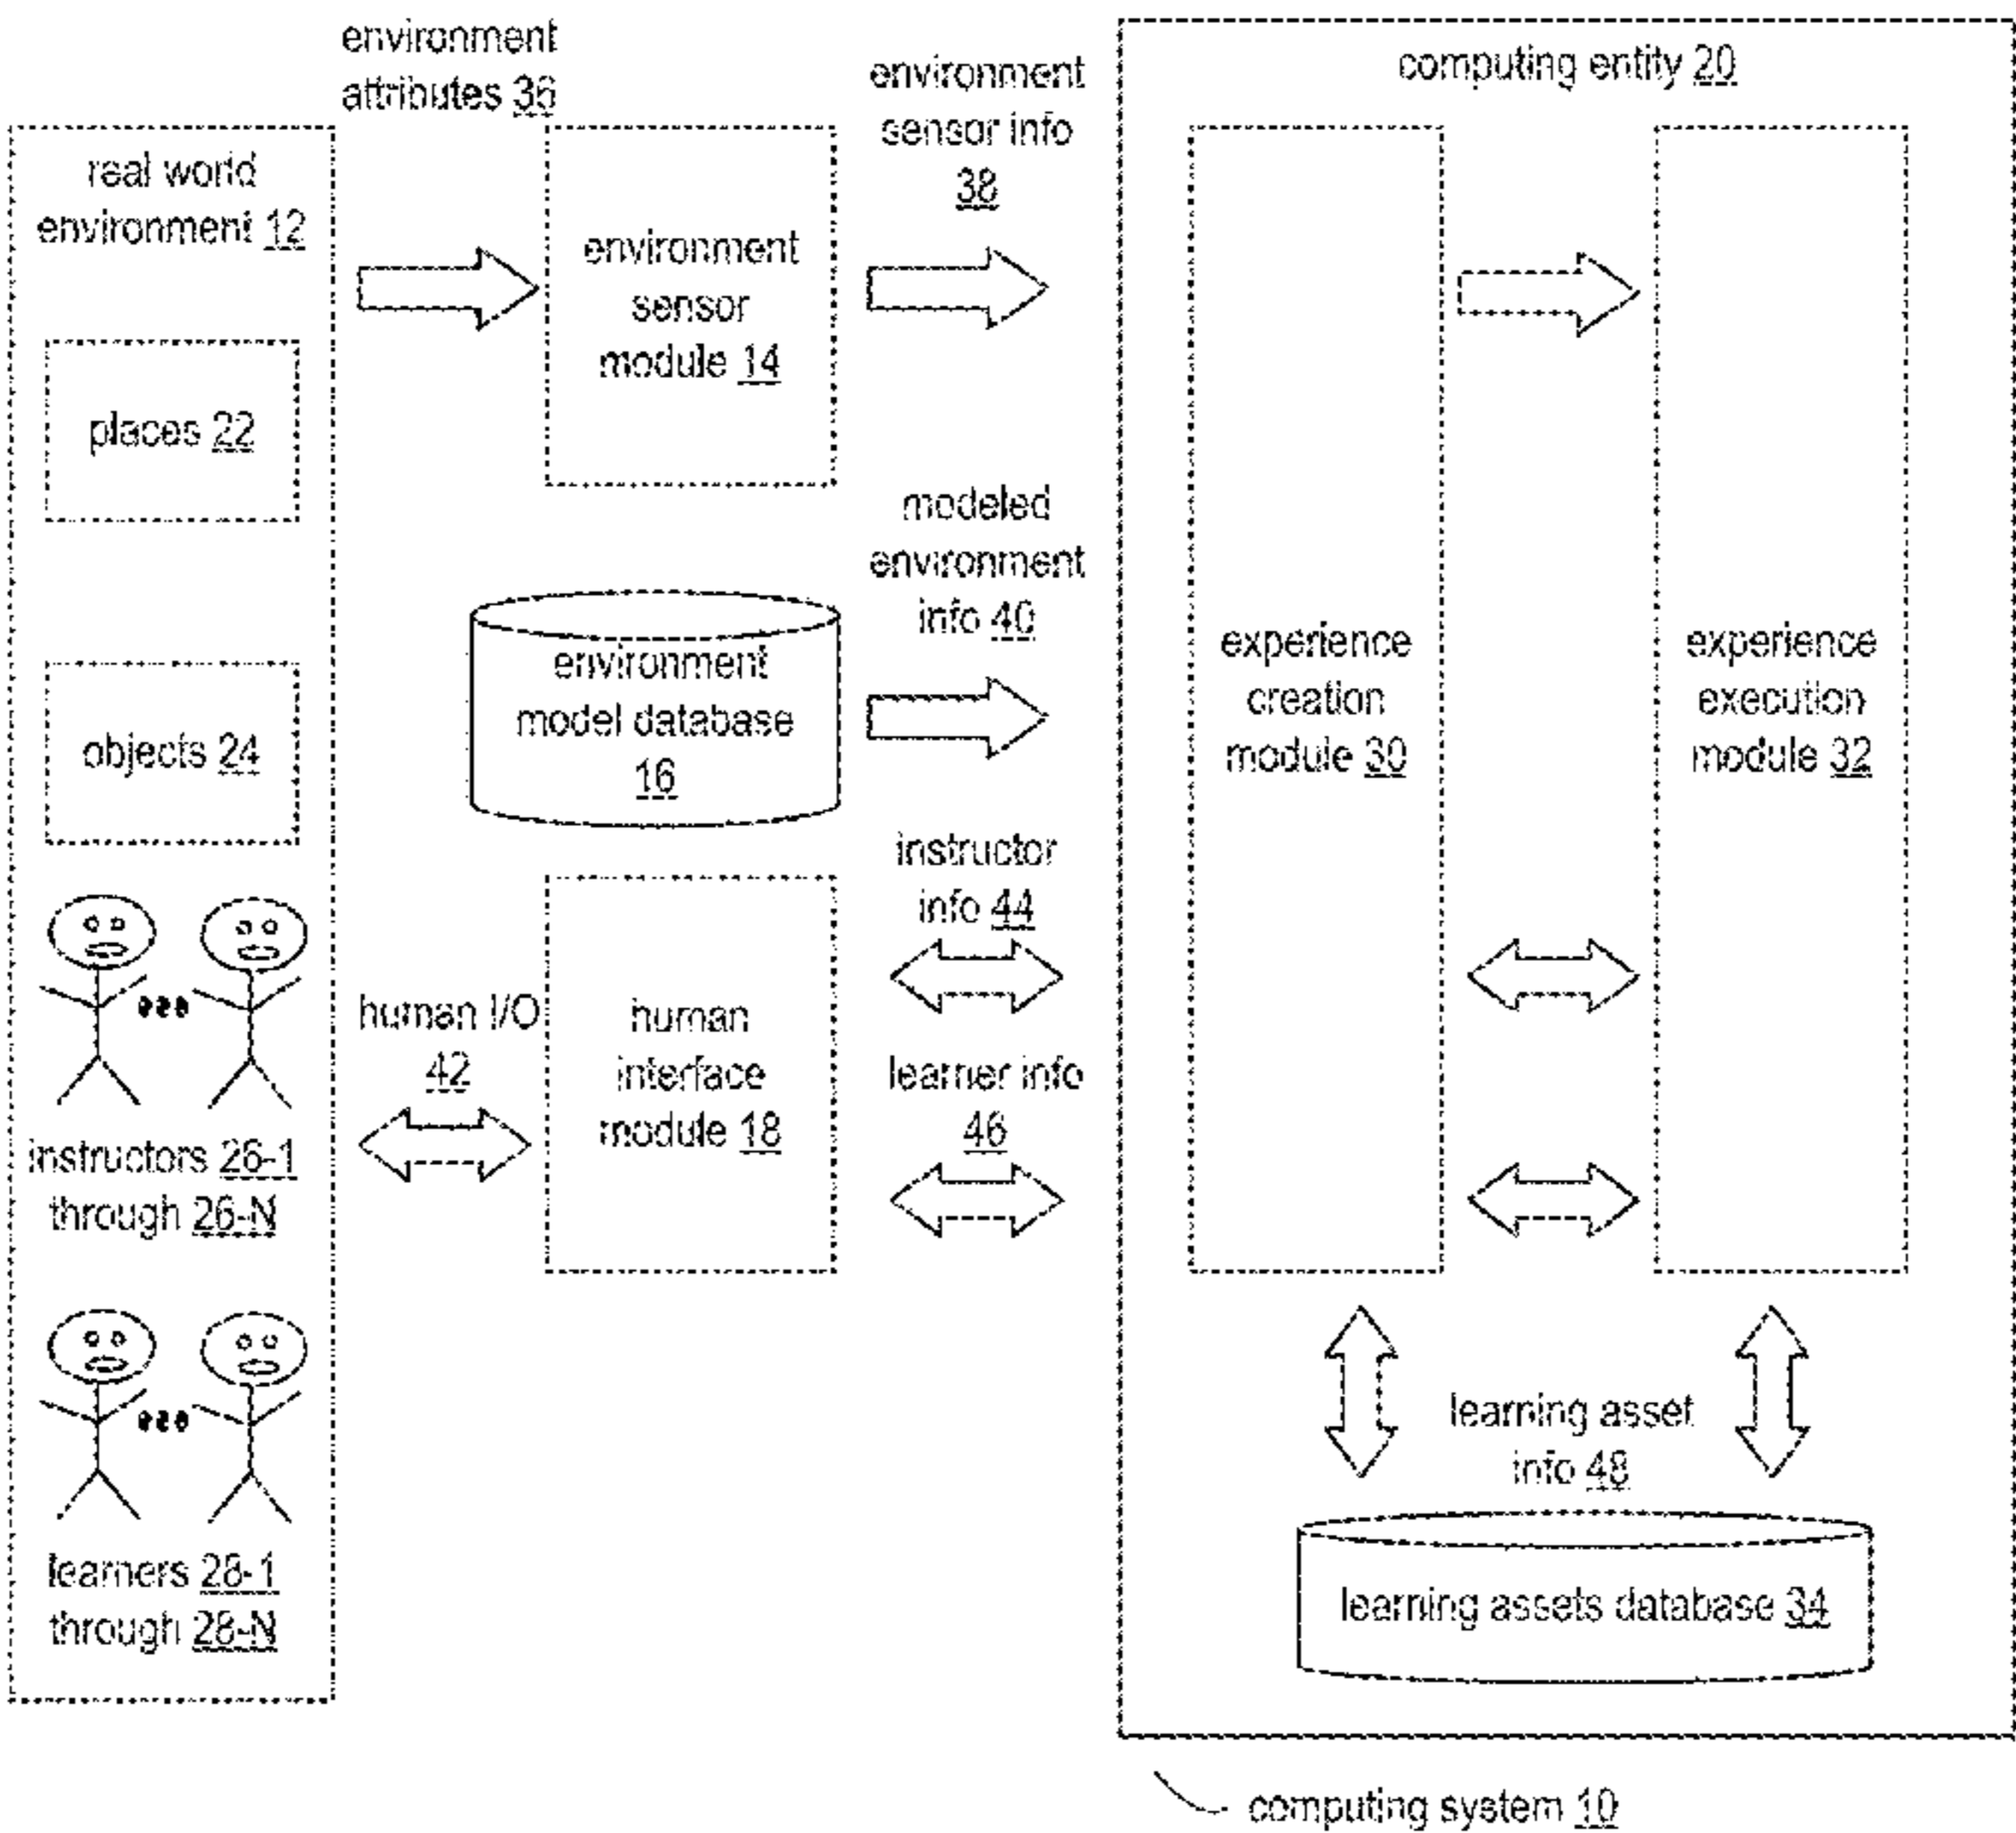 environment
attributes 36
environment
sensor info
38
computing entity 20
real world
environment 12
environment
sensor
module 14
places 22
modeled
environment
info 40
environment
model database
16
experience
creation
module 30
experience
execution
module 32
objects 24
instructor
info 44
human I/O
42
human
interface
module 18
learner info
46
instructors 26-1
through 26-N
learning asset
info 48
learners 28-1
through 28-N
learning assets database 34
computing system 10